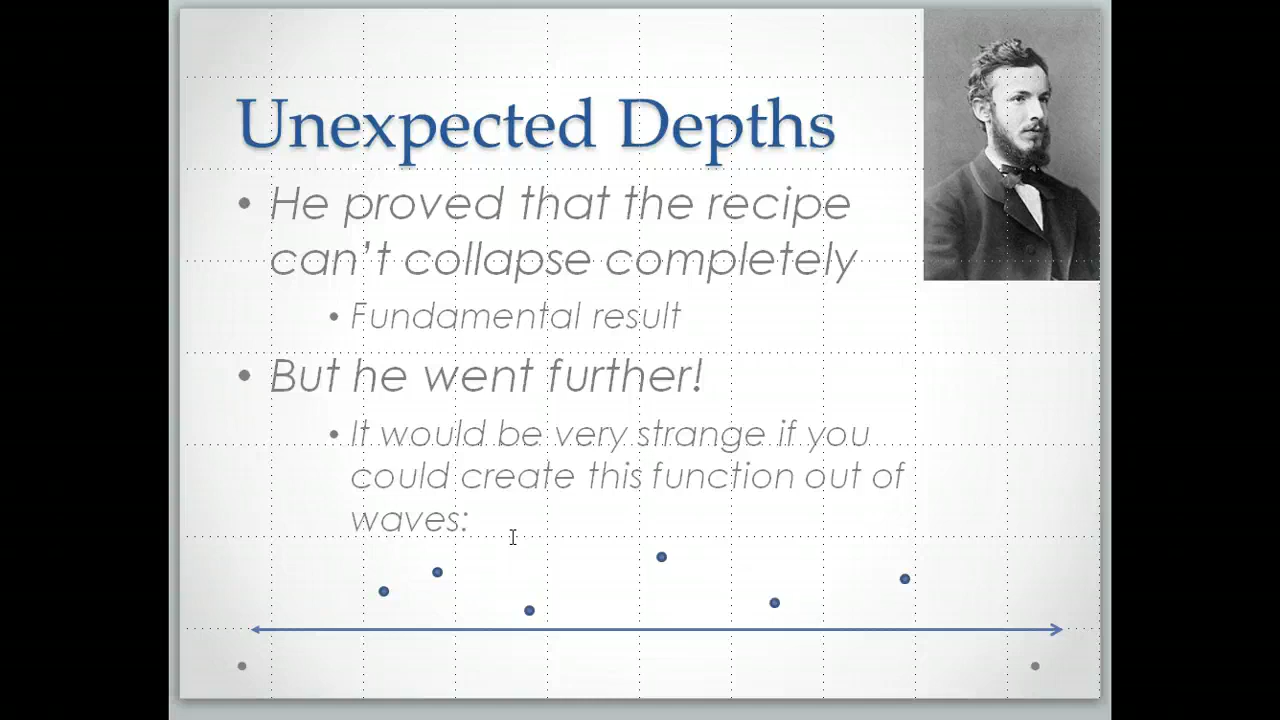 Unexpected Depths
• He proved that the recipe
can't collapse completely
• Fundamental result
• But he went further!
• It would be very strange if you
could create this function out of
waves: